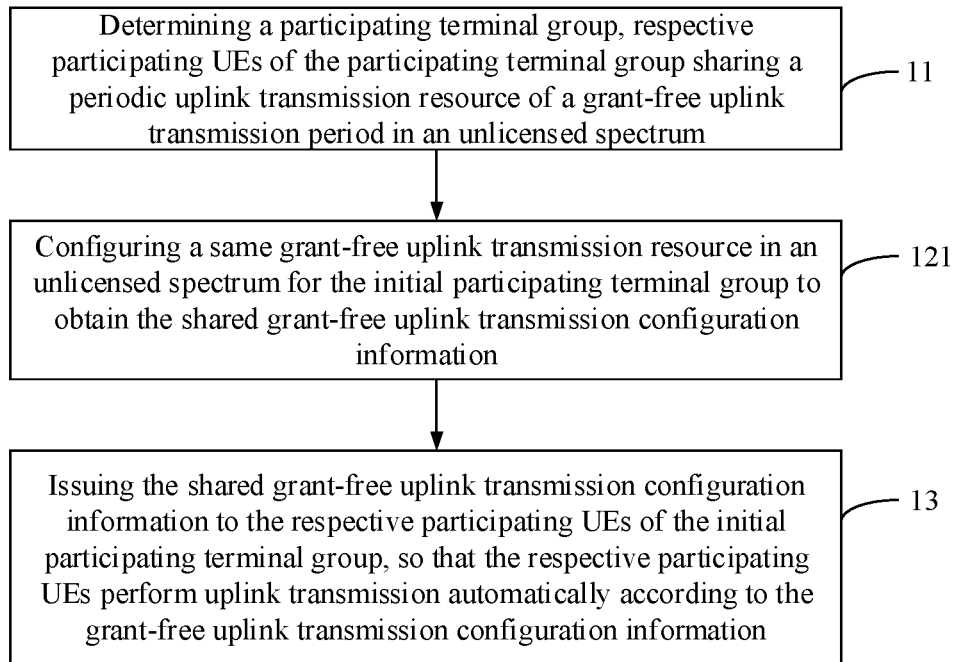 Determining a participating terminal group, respective
participating UEs of the participating terminal group sharing a
periodic uplink transmission resource of a grant-free uplink
transmission period in an unlicensed spectrum
11
Configuring a same grant-free uplink transmission resource in an
unlicensed spectrum for the initial participating terminal group to
obtain the shared grant-free uplink transmission configuration
information
121
Issuing the shared grant-free uplink transmission configuration
information to the respective participating UEs of the initial
participating terminal group, so that the respective participating
UEs perform uplink transmission automatically according to the
grant-free uplink transmission configuration information
13